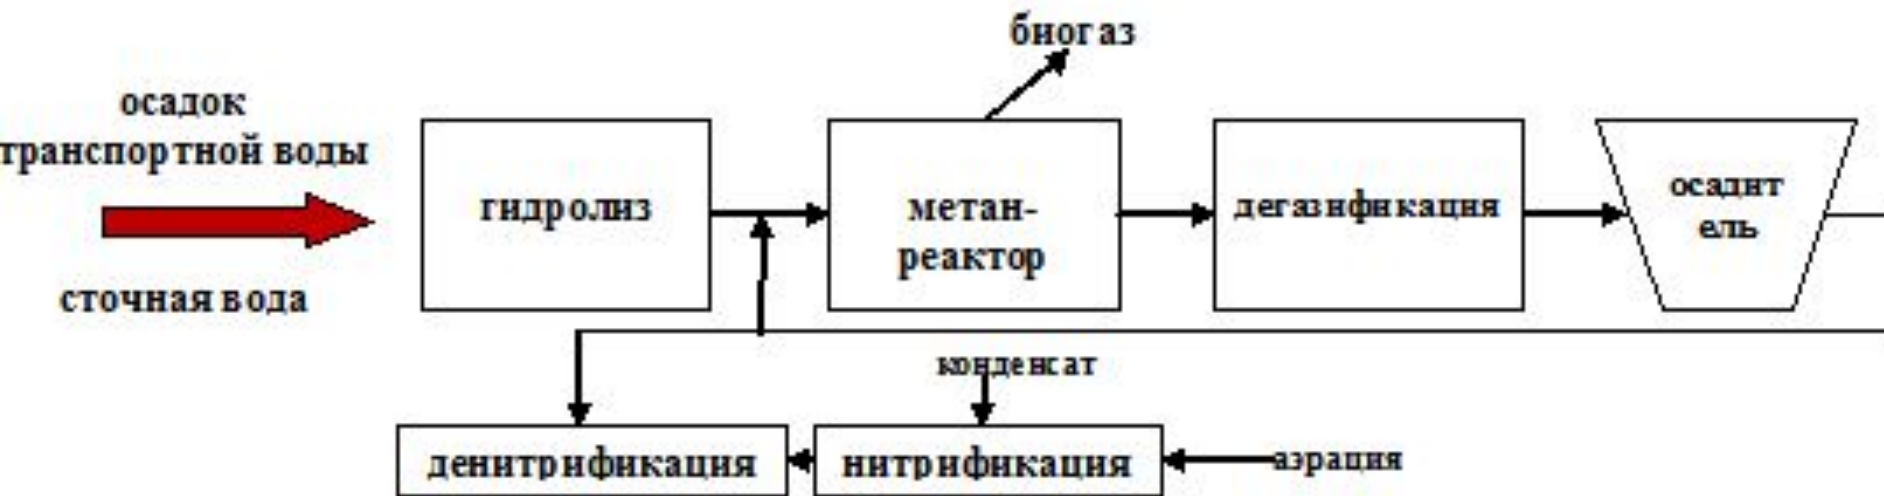 биогаз
осадок
транспортной воды
сточная вода
гидролиз
метан-
реактор
дегазификация
осадит
ель
конденсат
денитрификация
нитрификация
аэрация